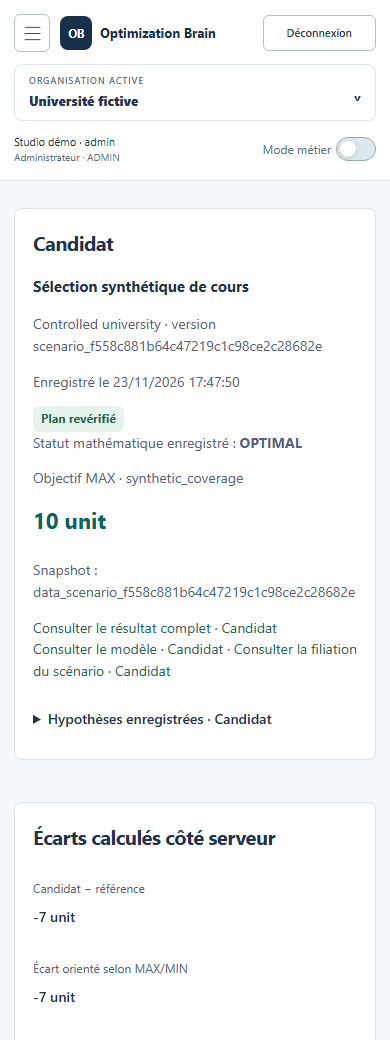 OB Optimization Brain Déconnexion
ORGANISATION ACTIVE
Université fictive v
Studio démo · admin
Administrateur · ADMIN
Mode métier
Candidat
Sélection synthétique de cours
Controlled university · version
scenario_f558c881b64c47219c1c98ce2c28682e
Enregistré le 23/11/2026 17:47:50
Plan revérifié
Statut mathématique enregistré : OPTIMAL
Objectif MAX · synthetic_coverage
10 unit
Snapshot :
data_scenario_f558c881b64c47219c1c98ce2c28682e
Consulter le résultat complet · Candidat
Consulter le modèle · Candidat · Consulter la filiation
du scénario · Candidat
Hypothèses enregistrées · Candidat
Écarts calculés côté serveur
Candidat − référence
-7 unit
Écart orienté selon MAX/MIN
-7 unit